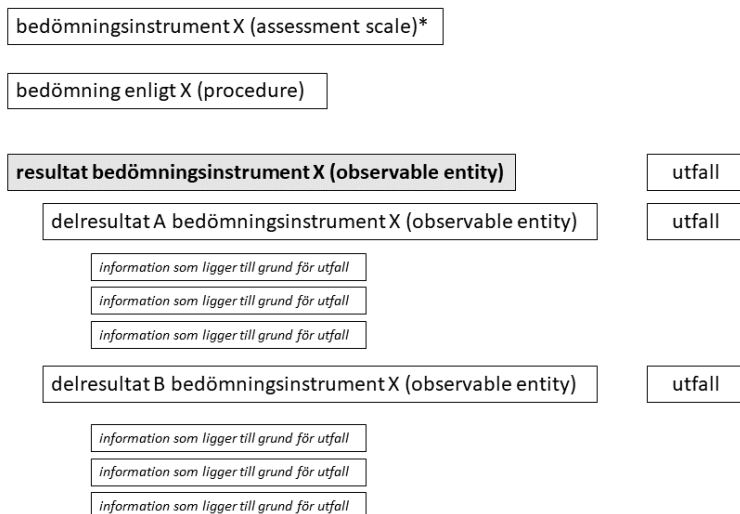 bedömningsinstrument X (assessment scale)*
bedömning enligt X (procedure)
resultat bedömningsinstrument X (observable entity) utfall
delresultat A bedömningsinstrument X (observable entity) utfall
information som ligger till grund för utfall
information som ligger till grund för utfall
information som ligger till grund för utfall
delresultat B bedömningsinstrument X (observable entity) utfall
information som ligger till grund för utfall
information som ligger till grund för utfall
information som ligger till grund för utfall